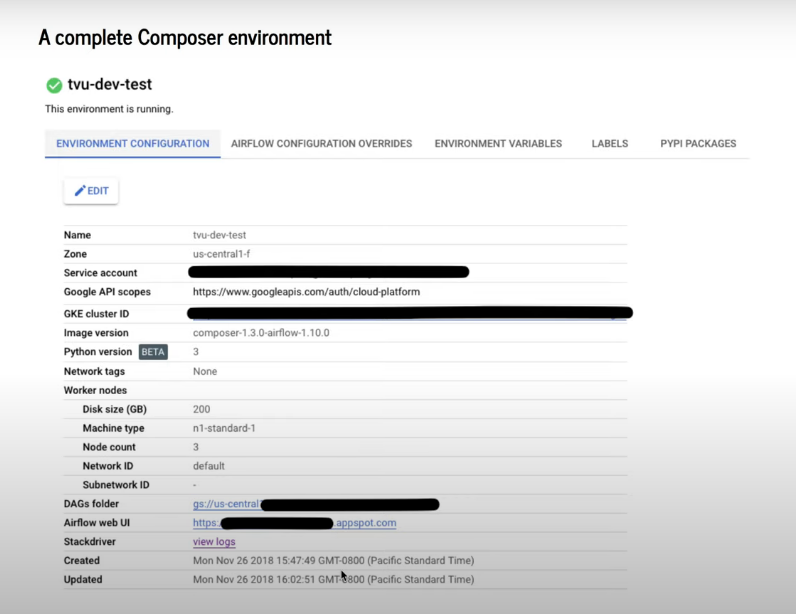 A complete Composer environment
tvu-dev-test
This environment is running.
ENVIRONMENT CONFIGURATION AIRFLOW CONFIGURATION OVERRIDES ENVIRONMENT VARIABLES LABELS PYPI PACKAGES
EDIT
Name tvu-dev-test
Zone us-central1-f
Service account
Google API scopes https://www.googleapis.com/auth/cloud-platform
GKE cluster ID
Image version composer-1.3.0-airflow-1.10.0
Python version BETA 3
Network tags None
Worker nodes
Disk size (GB) 200
Machine type n1-standard-1
Node count 3
Network ID default
Subnetwork ID -
DAGs folder gs://us-central
Airflow web UI https: .appspot.com
Stackdriver view logs
Created Mon Nov 26 2018 15:47:49 GMT-0800 (Pacific Standard Time)
Updated Mon Nov 26 2018 16:02:51 GMT-0800 (Pacific Standard Time)